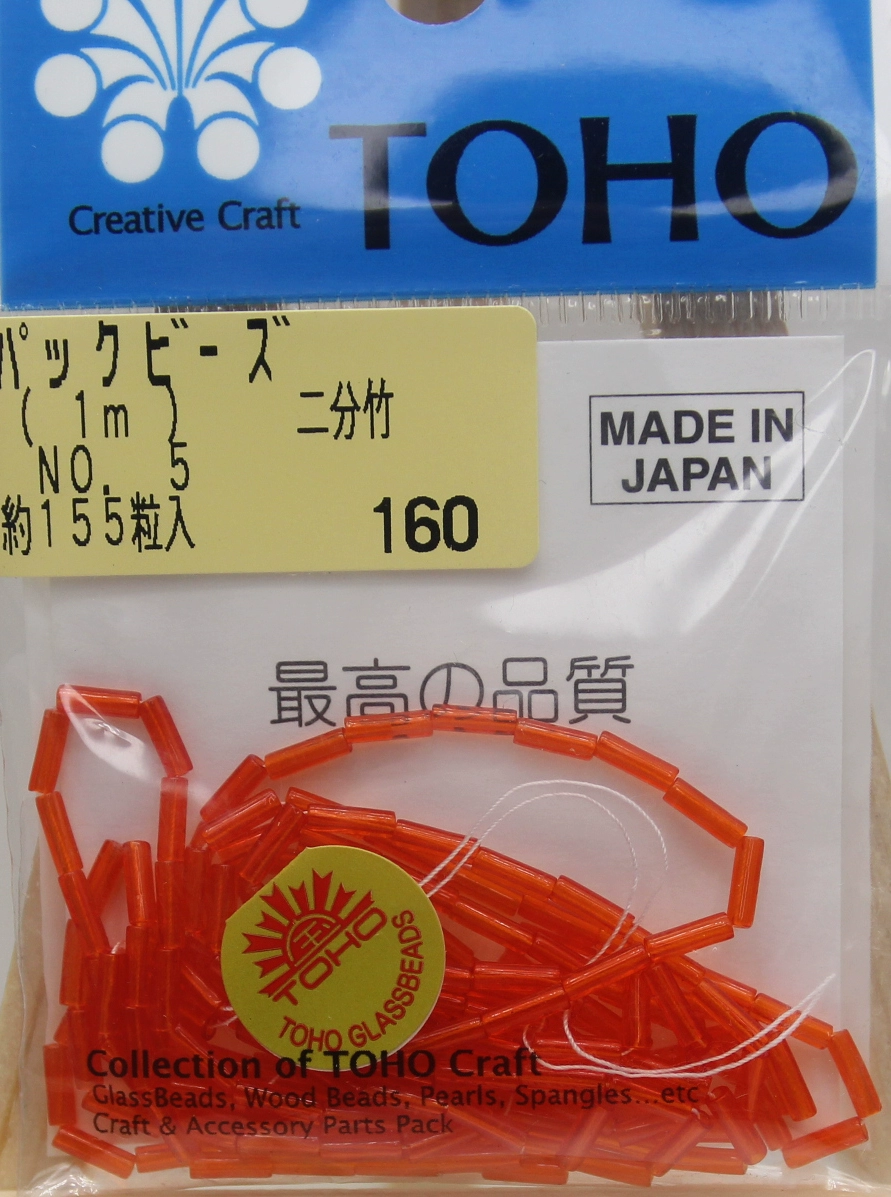 Creative Craft
TOHO
パックビーズ
( 1m ) 二分竹
NO. 5
約155粒入 160
MADE IN
JAPAN
最高の品質
TOHO
TOHO GLASSBEADS
Collection of TOHO Craft
GlassBeads, Wood Beads, Pearls, Spangles...etc
Craft & Accessory Parts Pack